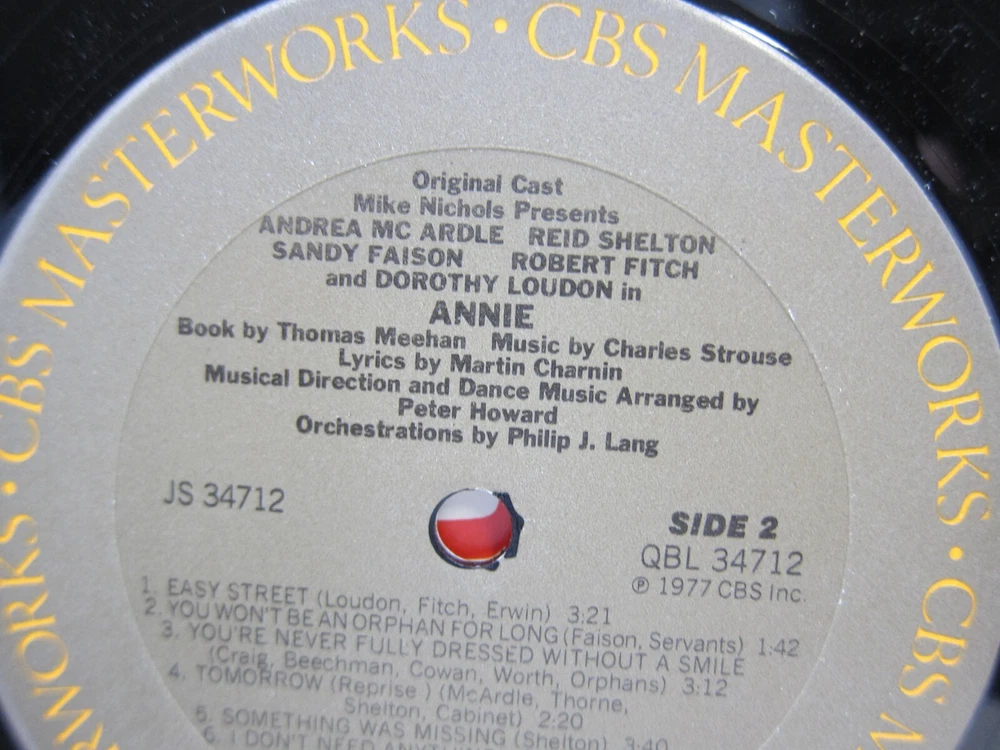 CBS MASTERWORKS · CBS MASTERWORKS · CBS
Original Cast
Mike Nichols Presents
ANDREA MC ARDLE REID SHELTON
SANDY FAISON ROBERT FITCH
and DOROTHY LOUDON in
ANNIE
Book by Thomas Meehan Music by Charles Strouse
Lyrics by Martin Charnin
Musical Direction and Dance Music Arranged by
Peter Howard
Orchestrations by Philip J. Lang
JS 34712
SIDE 2
QBL 34712
℗ 1977 CBS Inc.
1. EASY STREET (Loudon, Fitch, Erwin) 3:21
2. YOU WON'T BE AN ORPHAN FOR LONG (Faison, Servants) 1:42
3. YOU'RE NEVER FULLY DRESSED WITHOUT A SMILE
(Craig, Beechman, Cowan, Worth, Orphans) 3:12
4. TOMORROW (Reprise) (McArdle, Thorne,
Shelton, Cabinet) 2:20
5. SOMETHING WAS MISSING (Shelton) 3:40
6. I DON'T NEED